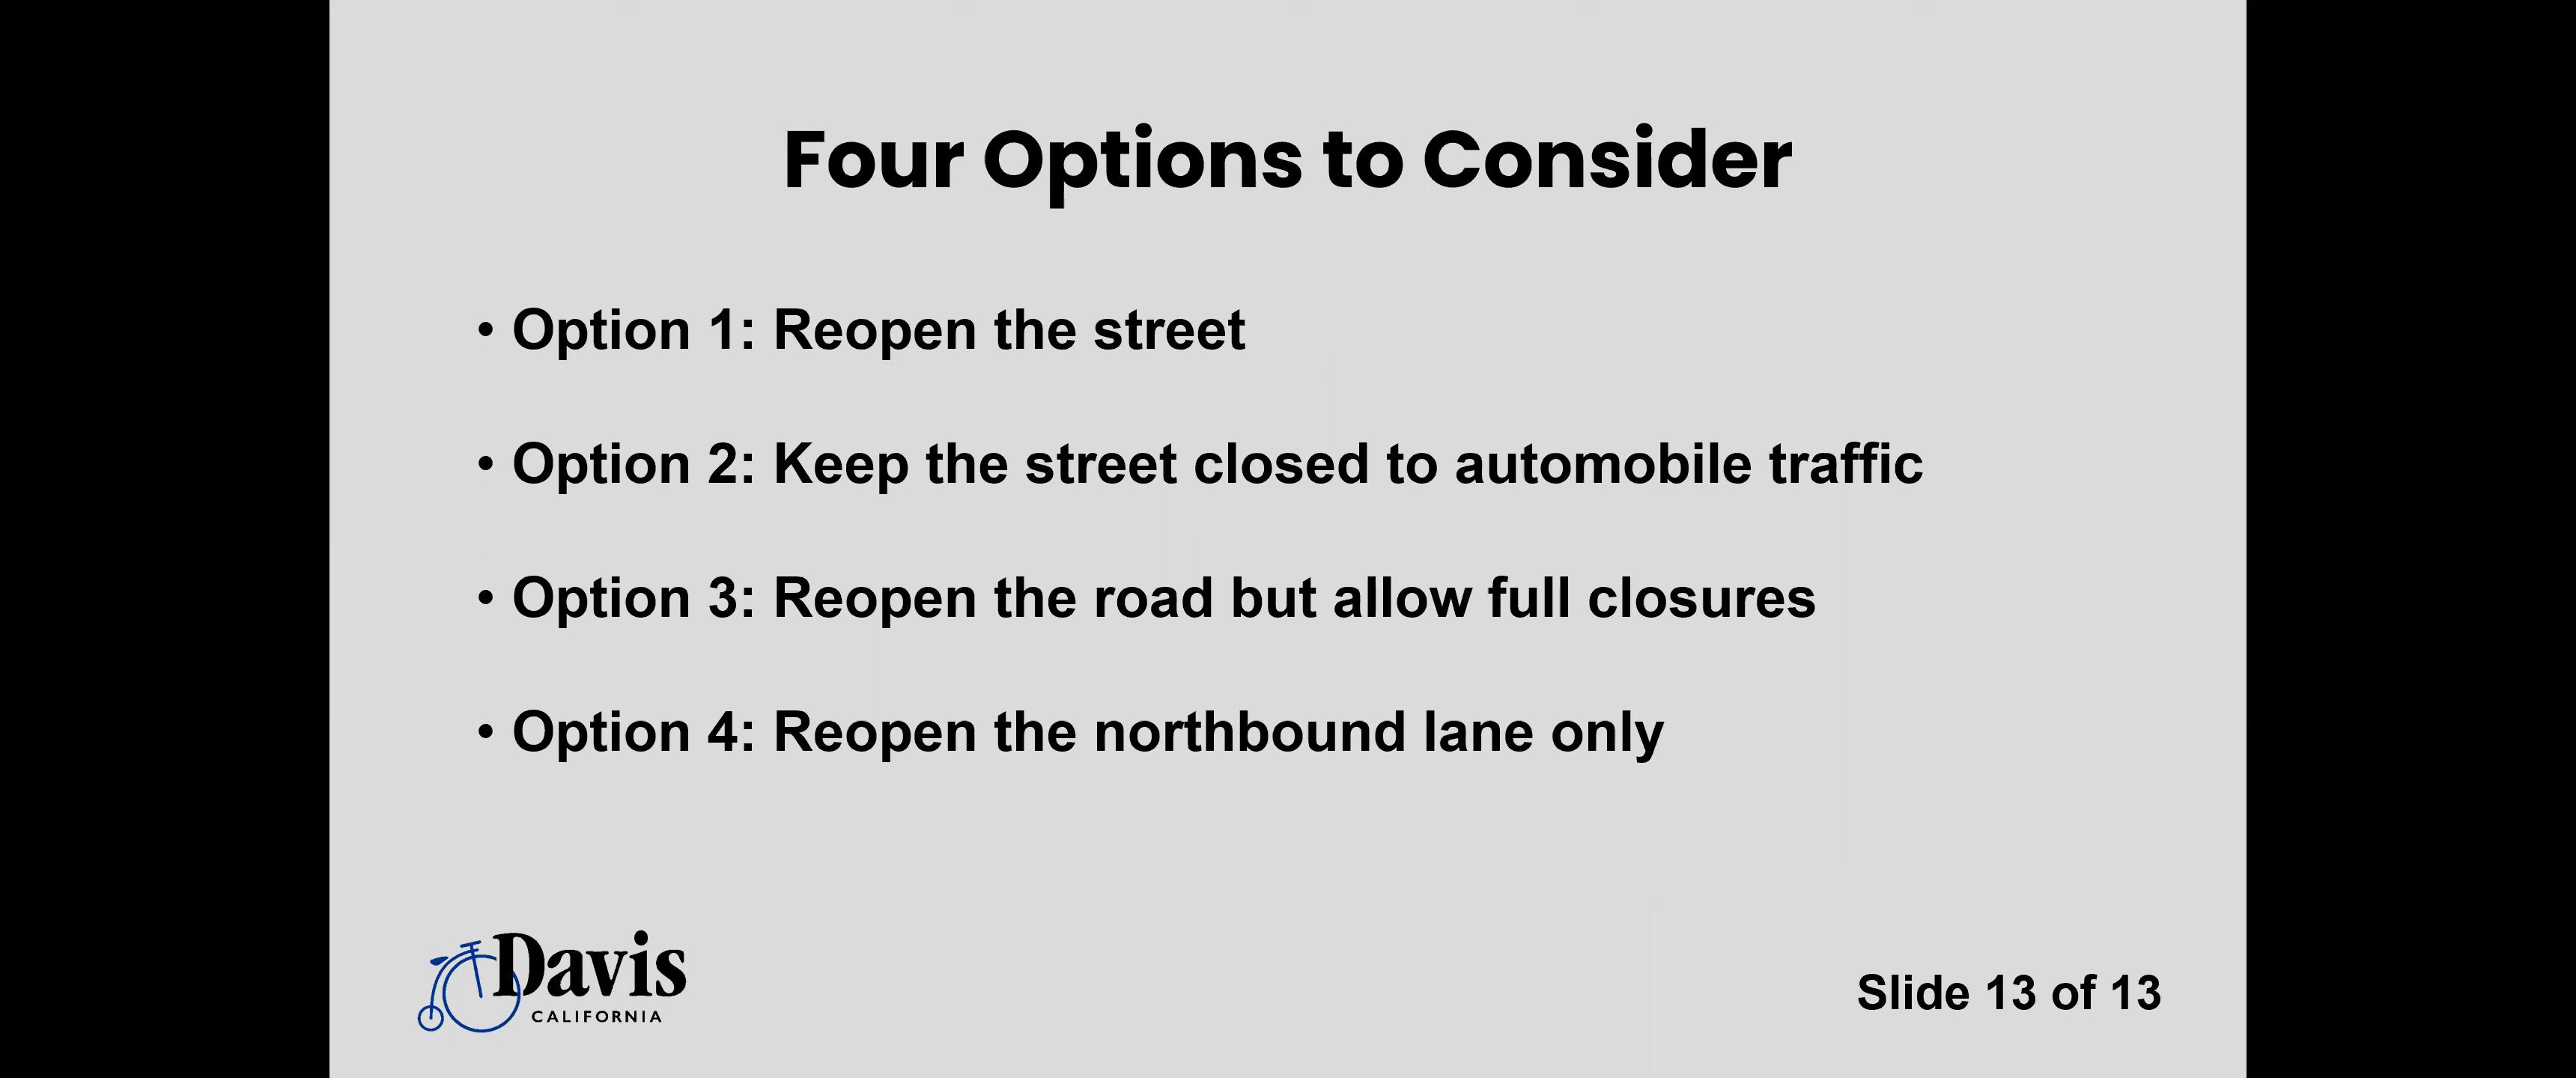 Four Options to Consider
• Option 1: Reopen the street
• Option 2: Keep the street closed to automobile traffic
• Option 3: Reopen the road but allow full closures
• Option 4: Reopen the northbound lane only
Davis
CALIFORNIA
Slide 13 of 13